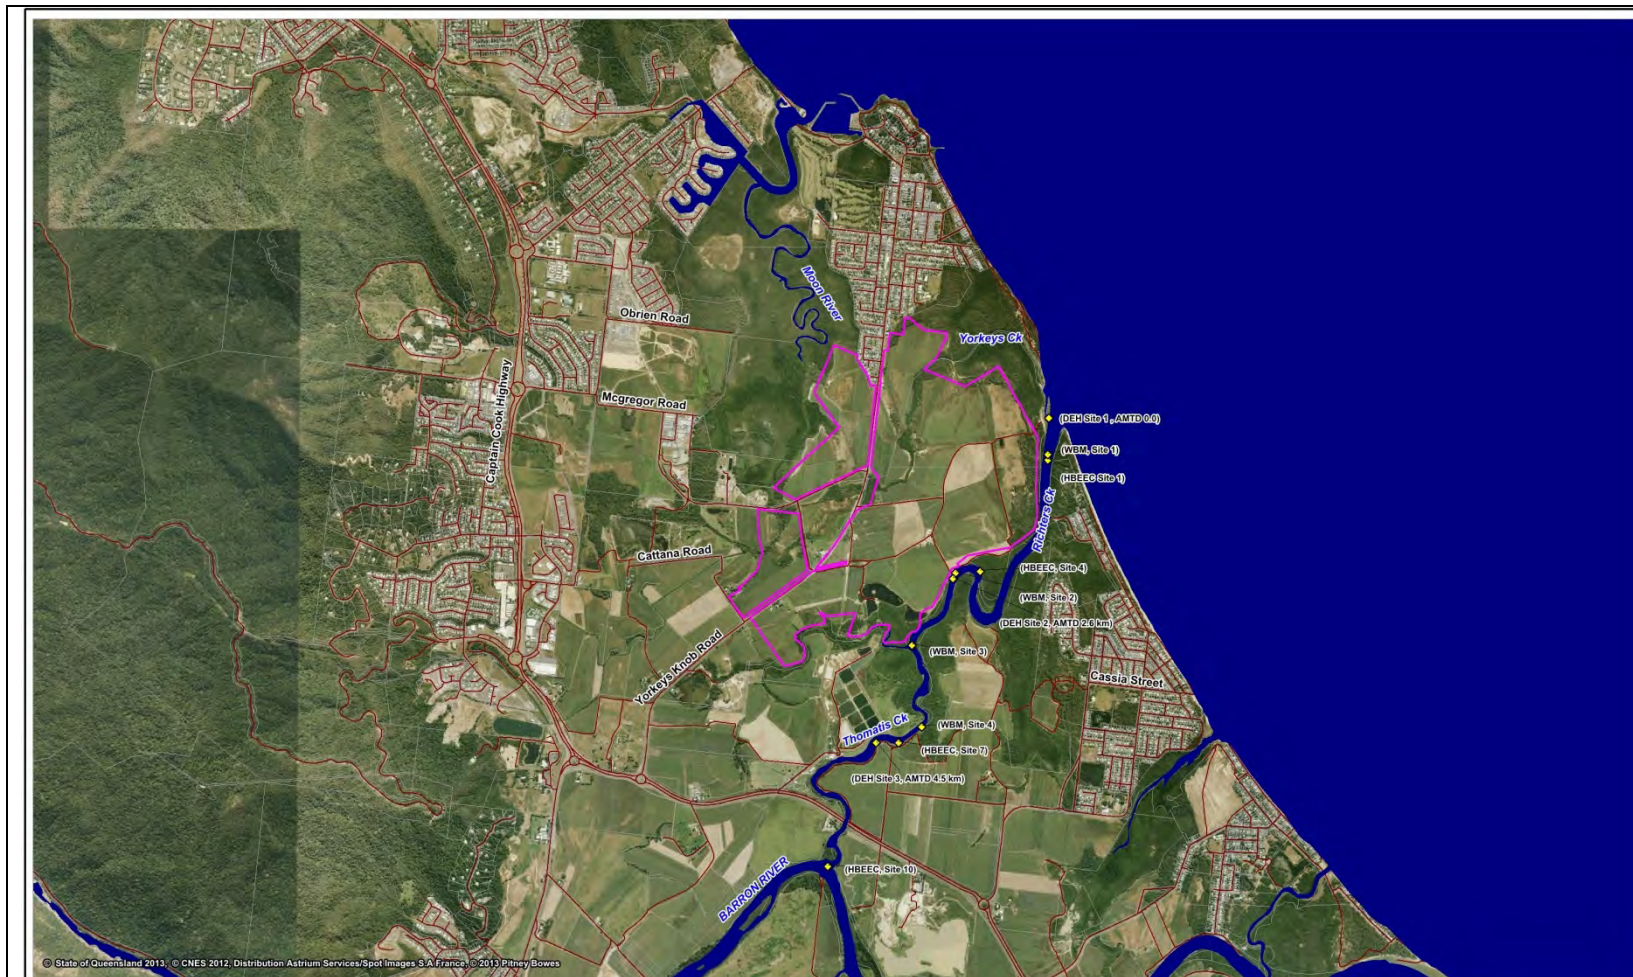 Moon River
Obrien Road
Yorkeys Ck
Captain Cook Highway
Mcgregor Road
(DEH Site 1 , AMTD 0.0)
(WBM, Site 1)
(HBEEC Site 1)
Richters Ck
Cattana Road
(HBEEC, Site 4)
(WBM, Site 2)
(DEH Site 2, AMTD 2.6 km)
(WBM, Site 3)
Yorkeys Knob Road
Cassia Street
Thomatis Ck
(WBM, Site 4)
(HBEEC, Site 7)
(DEH Site 3, AMTD 4.5 km)
BARRON RIVER
(HBEEC, Site 10)
© State of Queensland 2013, © CNES 2012, Distribution Astrium Services/Spot Images S.A France, © 2013 Pitney Bowes